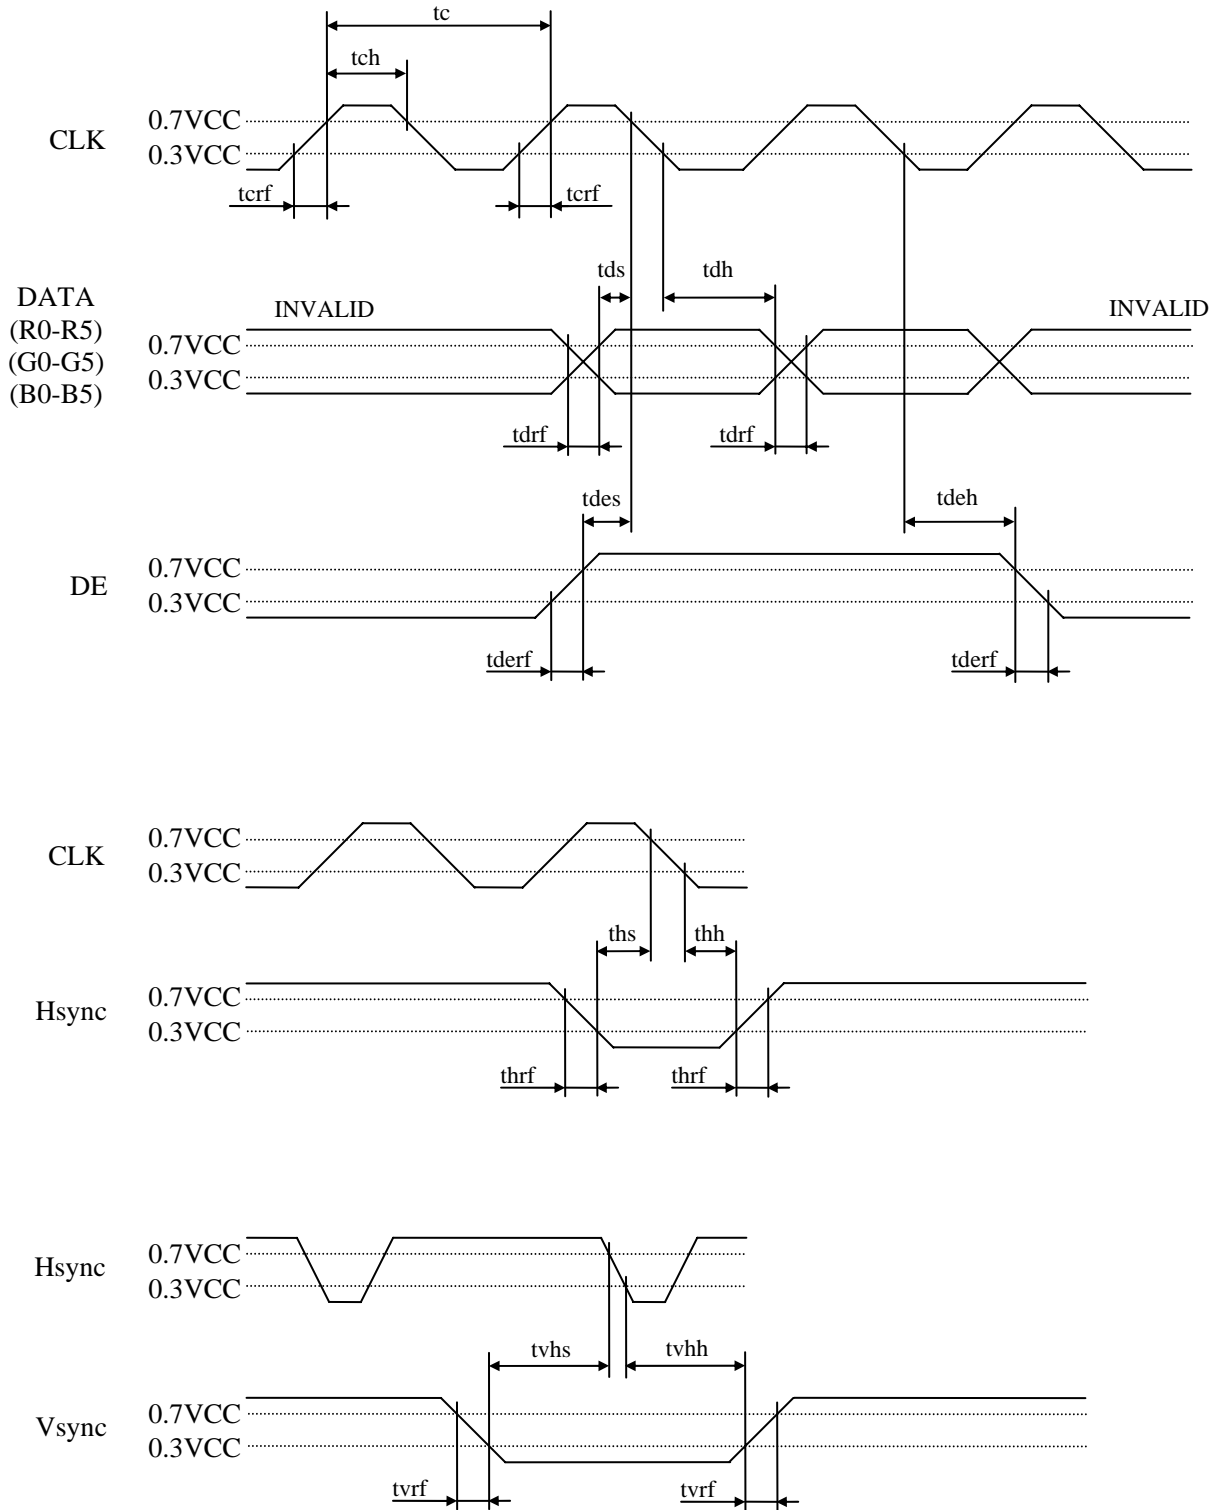 tc
tch
0.7VCC
CLK
0.3VCC
tcrf tcrf
tds tdh
DATA
(R0-R5)
(G0-G5)
(B0-B5)
INVALID INVALID
0.7VCC
0.3VCC
tdrf tdrf
tdes tdeh
0.7VCC
DE
0.3VCC
tderf tderf
0.7VCC
CLK
0.3VCC
ths thh
0.7VCC
Hsync
0.3VCC
thrf thrf
0.7VCC
Hsync
0.3VCC
tvhs tvhh
0.7VCC
Vsync
0.3VCC
tvrf tvrf